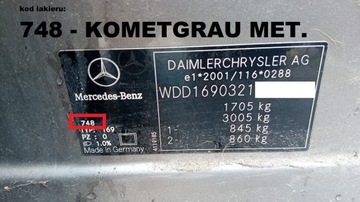 kod lakieru:
748 - KOMETGRAU MET.
DAIMLERCHRYSLER AG
e1*2001/116*0288
WDD1690321
Mercedes-Benz
1705 kg
3005 kg
1: 845 kg
2: 860 kg
748
TYP: 169
PZ : 0
1.0%
Made in Germany